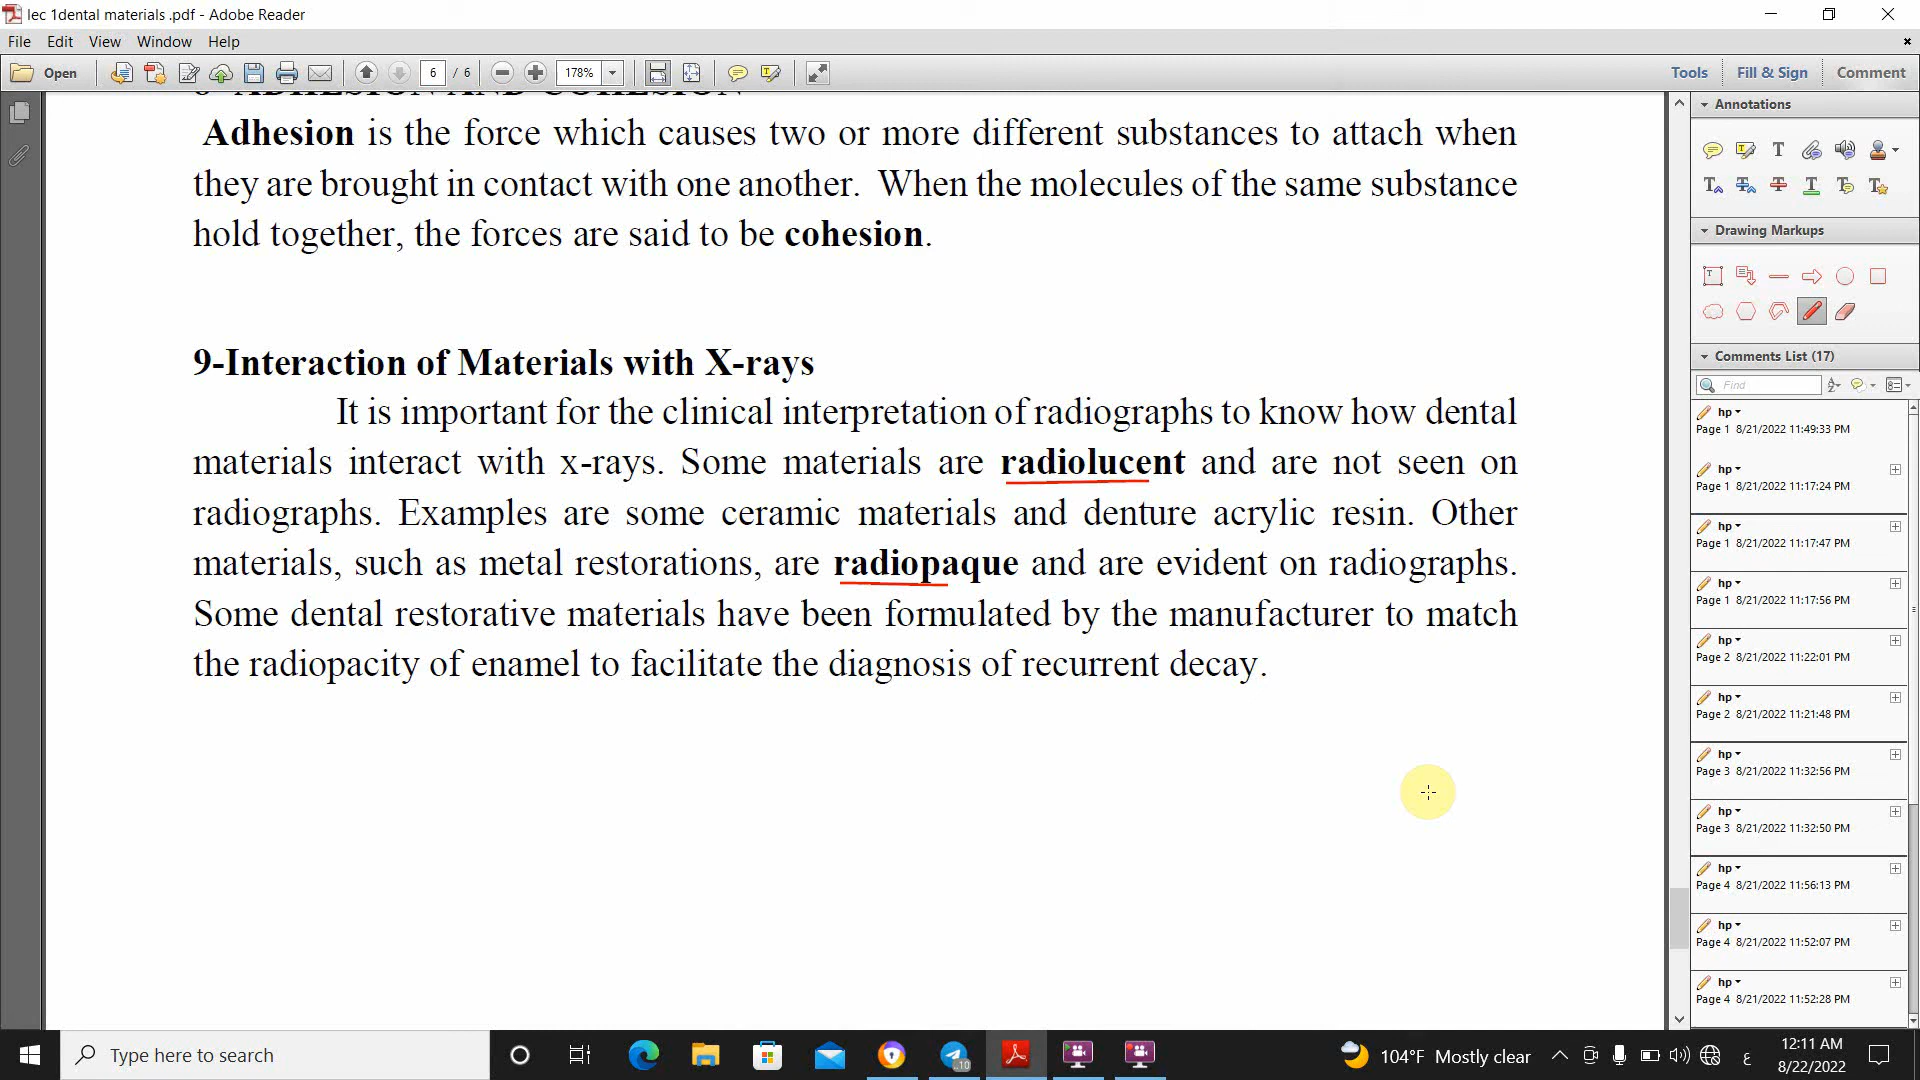 lec 1dental materials .pdf - Adobe Reader
File Edit View Window Help
Open 6 / 6 178% Tools Fill & Sign Comment
8- ADHESION AND COHESION
Adhesion is the force which causes two or more different substances to attach when
they are brought in contact with one another. When the molecules of the same substance
hold together, the forces are said to be cohesion.
9-Interaction of Materials with X-rays
It is important for the clinical interpretation of radiographs to know how dental
materials interact with x-rays. Some materials are radiolucent and are not seen on
radiographs. Examples are some ceramic materials and denture acrylic resin. Other
materials, such as metal restorations, are radiopaque and are evident on radiographs.
Some dental restorative materials have been formulated by the manufacturer to match
the radiopacity of enamel to facilitate the diagnosis of recurrent decay.
Annotations
Drawing Markups
Comments List (17)
Find
hp
Page 1 8/21/2022 11:49:33 PM
hp
Page 1 8/21/2022 11:17:24 PM
hp
Page 1 8/21/2022 11:17:47 PM
hp
Page 1 8/21/2022 11:17:56 PM
hp
Page 2 8/21/2022 11:22:01 PM
hp
Page 2 8/21/2022 11:21:48 PM
hp
Page 3 8/21/2022 11:32:56 PM
hp
Page 3 8/21/2022 11:32:50 PM
hp
Page 4 8/21/2022 11:56:13 PM
hp
Page 4 8/21/2022 11:52:07 PM
hp
Page 4 8/21/2022 11:52:28 PM
Type here to search
10
104°F Mostly clear
ع
12:11 AM
8/22/2022